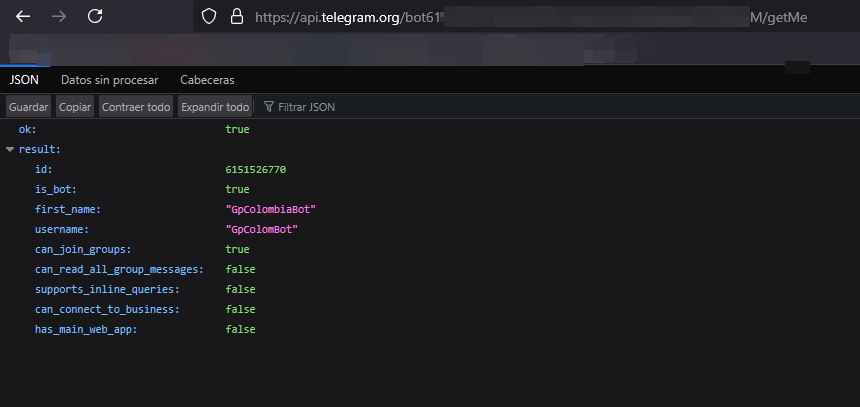 https://api.telegram.org/bot61 M/getMe
JSON Datos sin procesar Cabeceras
Guardar Copiar Contraer todo Expandir todo Filtrar JSON
ok: true
result:
id: 6151526770
is_bot: true
first_name: "GpColombiaBot"
username: "GpColomBot"
can_join_groups: true
can_read_all_group_messages: false
supports_inline_queries: false
can_connect_to_business: false
has_main_web_app: false